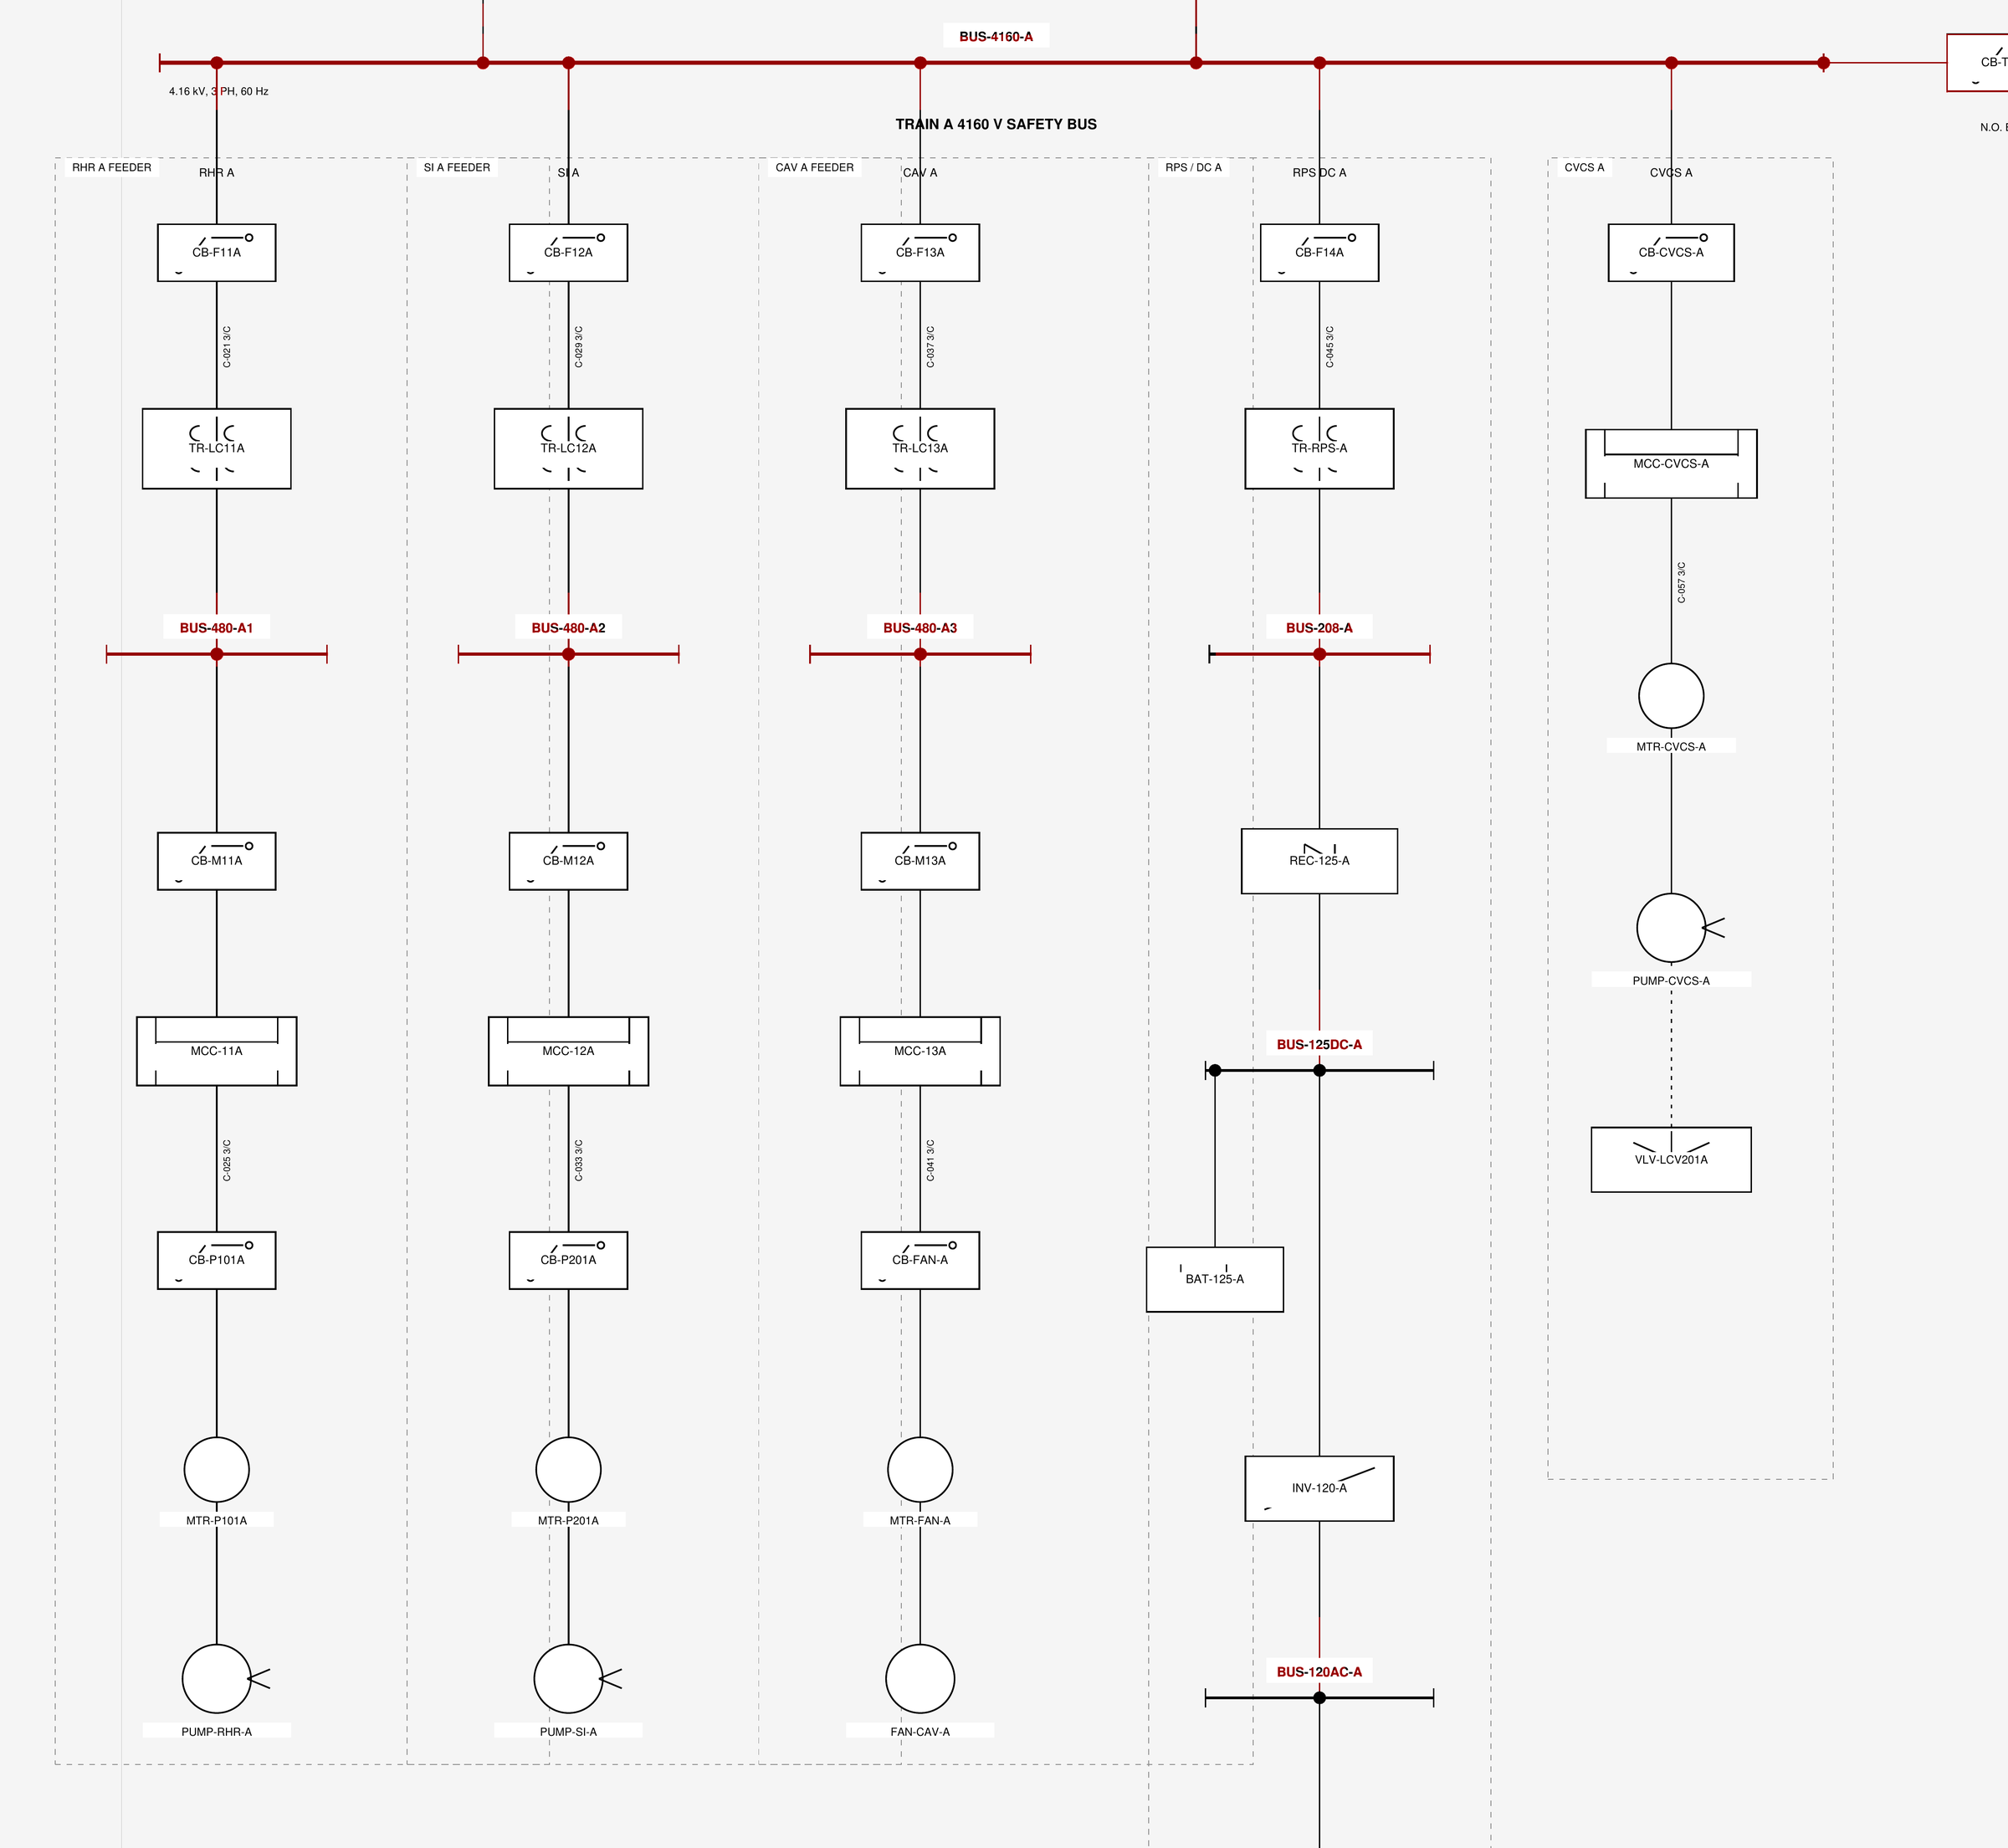 BUS-4160-A
4.16 kV, 3 PH, 60 Hz
TRAIN A 4160 V SAFETY BUS
RHR A FEEDER
RHR A
SI A FEEDER
SI A
CAV A FEEDER
CAV A
RPS / DC A
RPS DC A
CVCS A
CVCS A
CB-F11A
CB-F12A
CB-F13A
CB-F14A
CB-CVCS-A
C-021 3/C
C-029 3/C
C-037 3/C
C-045 3/C
TR-LC11A
TR-LC12A
TR-LC13A
TR-RPS-A
MCC-CVCS-A
C-057 3/C
BUS-480-A1
BUS-480-A2
BUS-480-A3
BUS-208-A
MTR-CVCS-A
CB-M11A
CB-M12A
CB-M13A
REC-125-A
PUMP-CVCS-A
MCC-11A
MCC-12A
MCC-13A
BUS-125DC-A
C-025 3/C
C-033 3/C
C-041 3/C
VLV-LCV201A
CB-P101A
CB-P201A
CB-FAN-A
BAT-125-A
INV-120-A
MTR-P101A
MTR-P201A
MTR-FAN-A
BUS-120AC-A
PUMP-RHR-A
PUMP-SI-A
FAN-CAV-A
N.O.